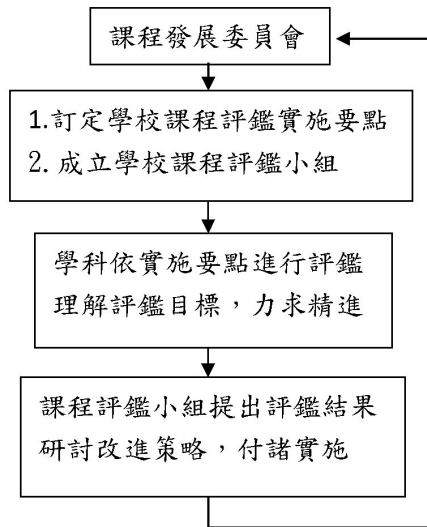 課程發展委員會
1.訂定學校課程評鑑實施要點
2. 成立學校課程評鑑小組
學科依實施要點進行評鑑
理解評鑑目標，力求精進
課程評鑑小組提出評鑑結果
研討改進策略，付諸實施